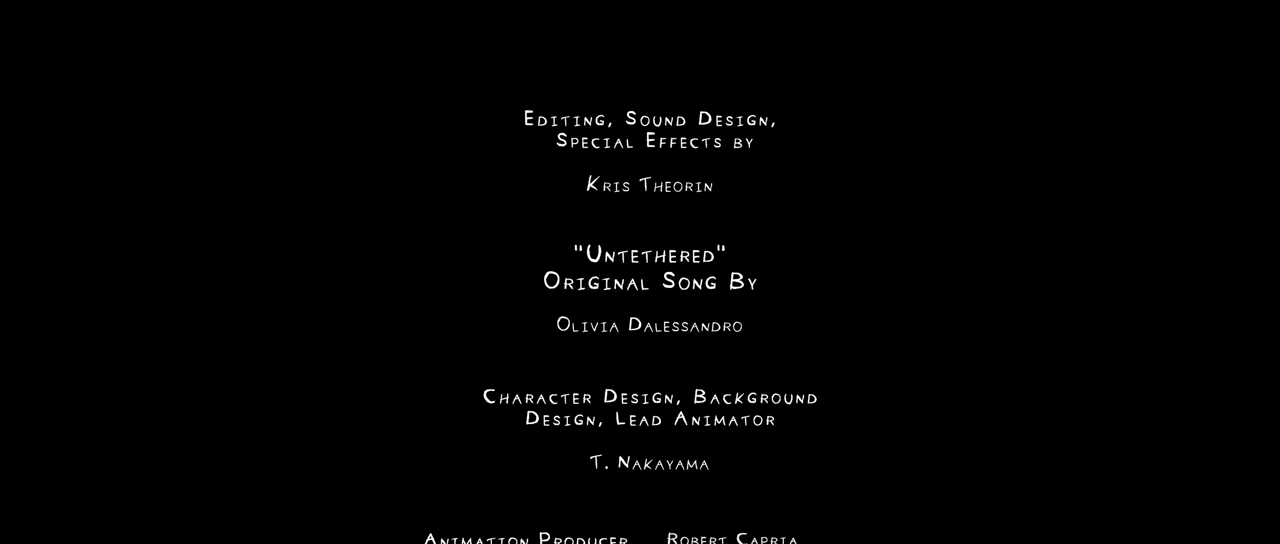 Editing, Sound Design,
Special Effects by
Kris Theorin
"Untethered"
Original Song By
Olivia Dalessandro
Character Design, Background
Design, Lead Animator
T. Nakayama
Animation Producer Robert Capria